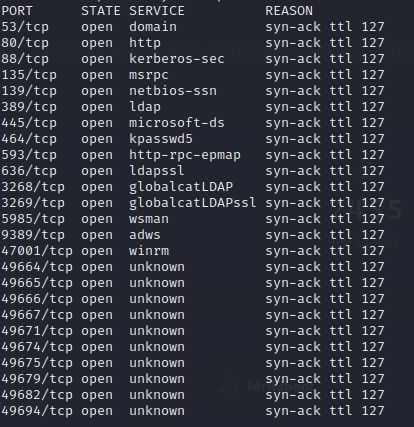 PORT STATE SERVICE REASON
53/tcp open domain syn-ack ttl 127
80/tcp open http syn-ack ttl 127
88/tcp open kerberos-sec syn-ack ttl 127
135/tcp open msrpc syn-ack ttl 127
139/tcp open netbios-ssn syn-ack ttl 127
389/tcp open ldap syn-ack ttl 127
445/tcp open microsoft-ds syn-ack ttl 127
464/tcp open kpasswd5 syn-ack ttl 127
593/tcp open http-rpc-epmap syn-ack ttl 127
636/tcp open ldapssl syn-ack ttl 127
3268/tcp open globalcatLDAP syn-ack ttl 127
3269/tcp open globalcatLDAPssl syn-ack ttl 127
5985/tcp open wsman syn-ack ttl 127
9389/tcp open adws syn-ack ttl 127
47001/tcp open winrm syn-ack ttl 127
49664/tcp open unknown syn-ack ttl 127
49665/tcp open unknown syn-ack ttl 127
49666/tcp open unknown syn-ack ttl 127
49667/tcp open unknown syn-ack ttl 127
49671/tcp open unknown syn-ack ttl 127
49674/tcp open unknown syn-ack ttl 127
49675/tcp open unknown syn-ack ttl 127
49679/tcp open unknown syn-ack ttl 127
49682/tcp open unknown syn-ack ttl 127
49694/tcp open unknown syn-ack ttl 127